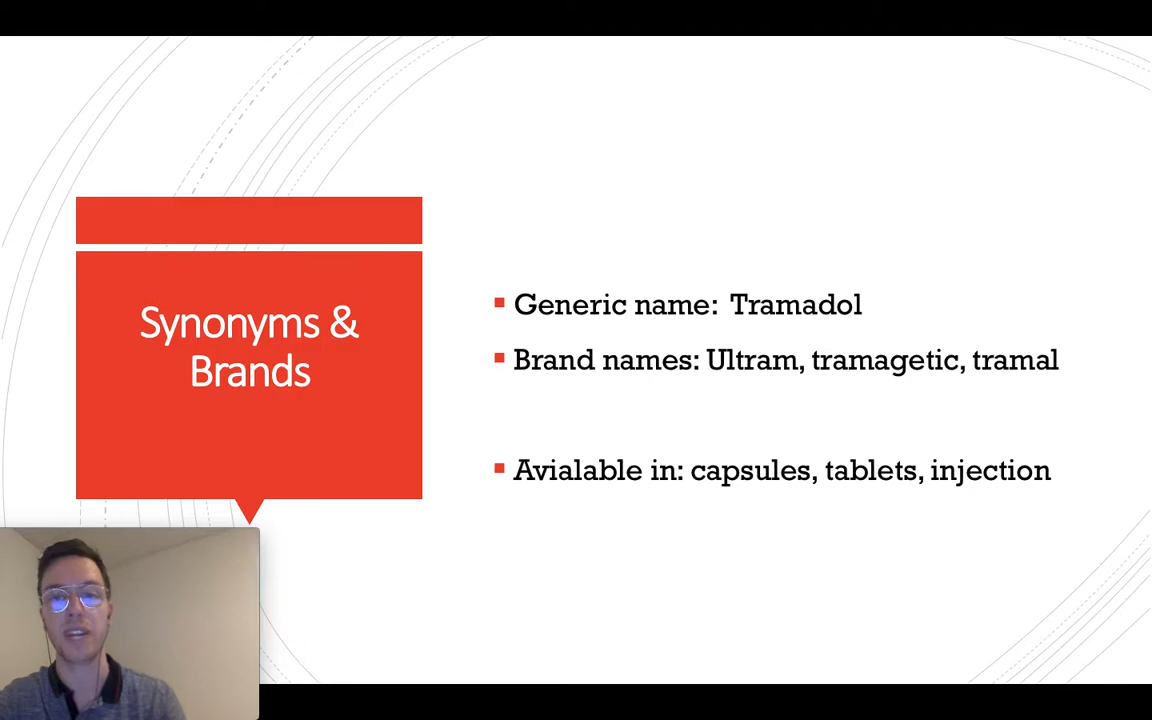 Synonyms &
Brands
Generic name: Tramadol
Brand names: Ultram, tramagetic, tramal
Avialable in: capsules, tablets, injection